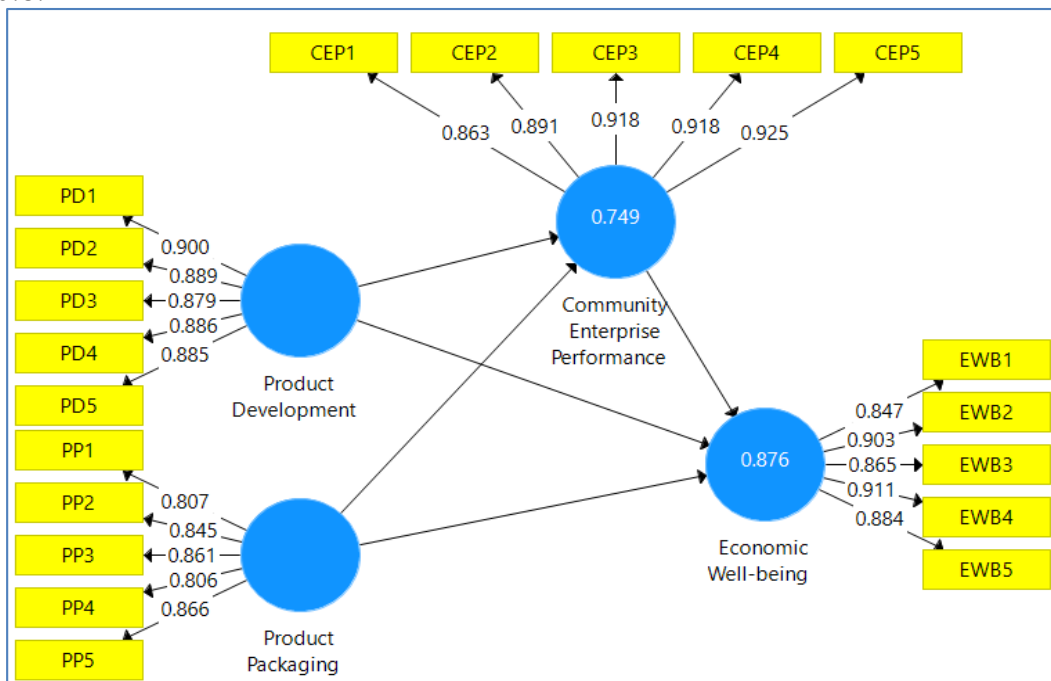 CEP1
CEP2
CEP3
CEP4
CEP5
0.863
0.891
0.918
0.918
0.925
PD1
PD2
PD3
PD4
PD5
0.900
0.889
0.879
0.886
0.885
Product
Development
0.749
Community
Enterprise
Performance
PP1
PP2
PP3
PP4
PP5
0.807
0.845
0.861
0.806
0.866
Product
Packaging
0.876
Economic
Well-being
0.847
0.903
0.865
0.911
0.884
EWB1
EWB2
EWB3
EWB4
EWB5